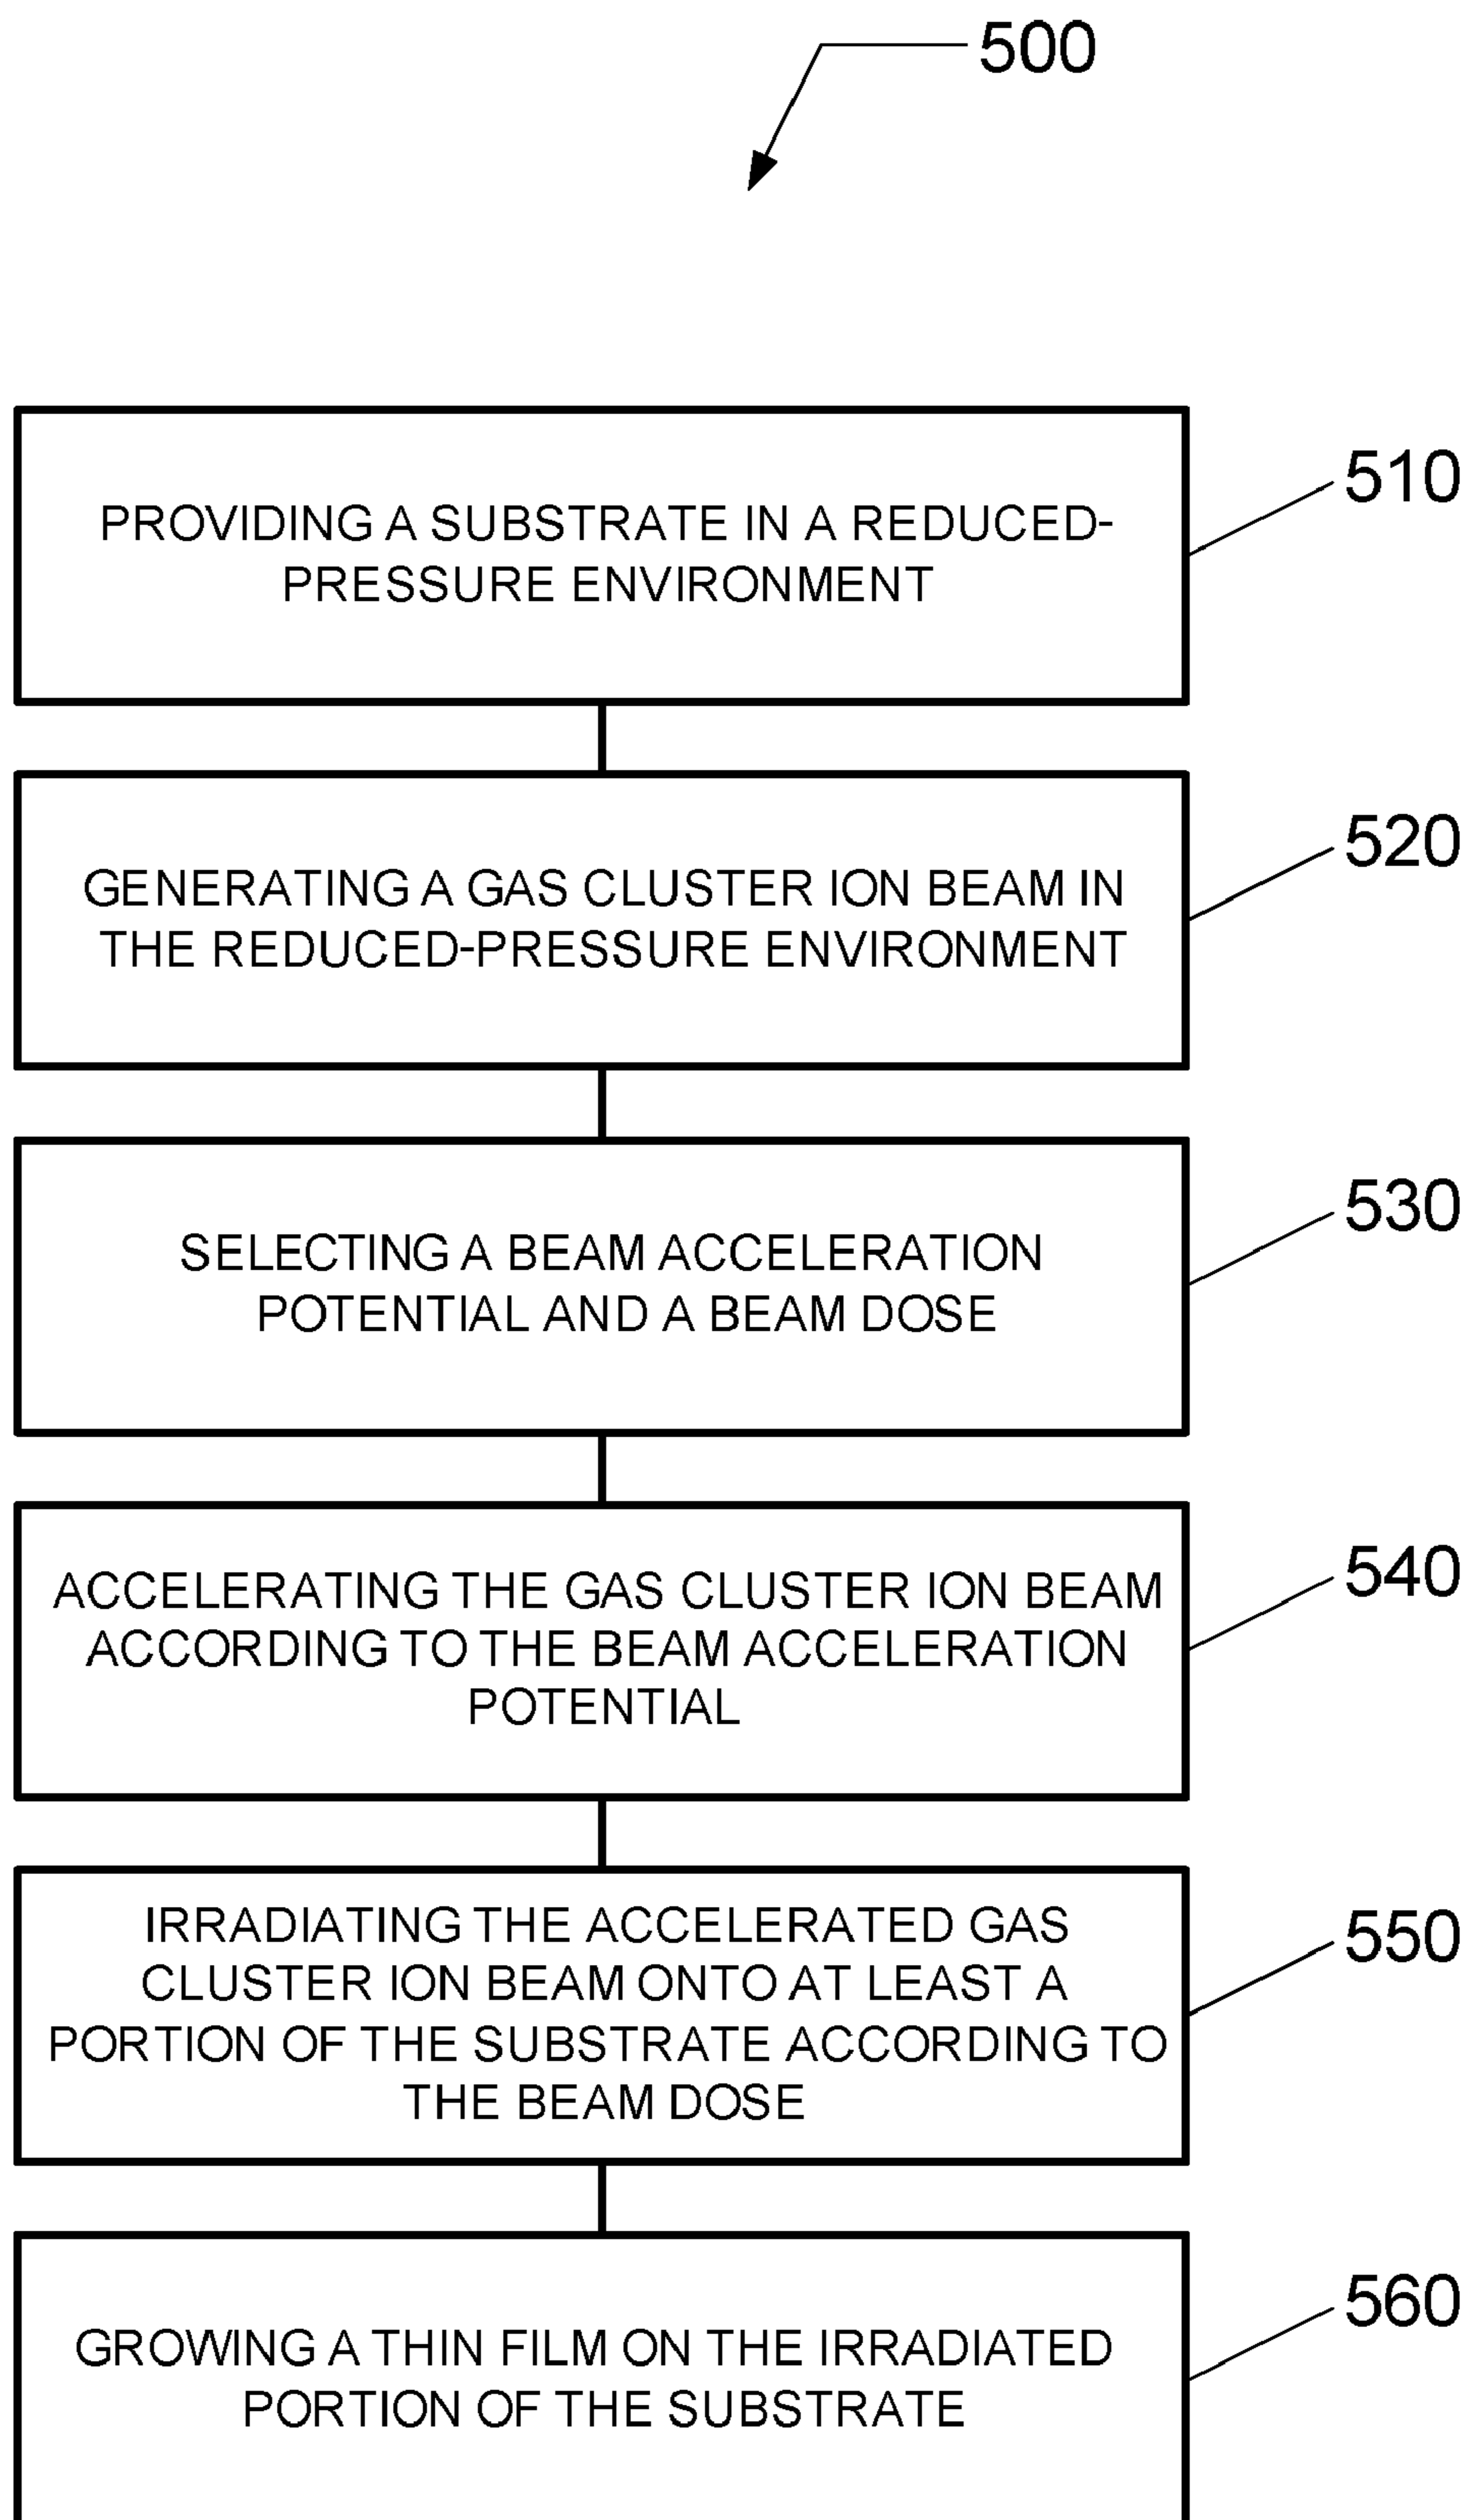 500
PROVIDING A SUBSTRATE IN A REDUCED-
PRESSURE ENVIRONMENT
510
GENERATING A GAS CLUSTER ION BEAM IN
THE REDUCED-PRESSURE ENVIRONMENT
520
SELECTING A BEAM ACCELERATION
POTENTIAL AND A BEAM DOSE
530
ACCELERATING THE GAS CLUSTER ION BEAM
ACCORDING TO THE BEAM ACCELERATION
POTENTIAL
540
IRRADIATING THE ACCELERATED GAS
CLUSTER ION BEAM ONTO AT LEAST A
PORTION OF THE SUBSTRATE ACCORDING TO
THE BEAM DOSE
550
GROWING A THIN FILM ON THE IRRADIATED
PORTION OF THE SUBSTRATE
560